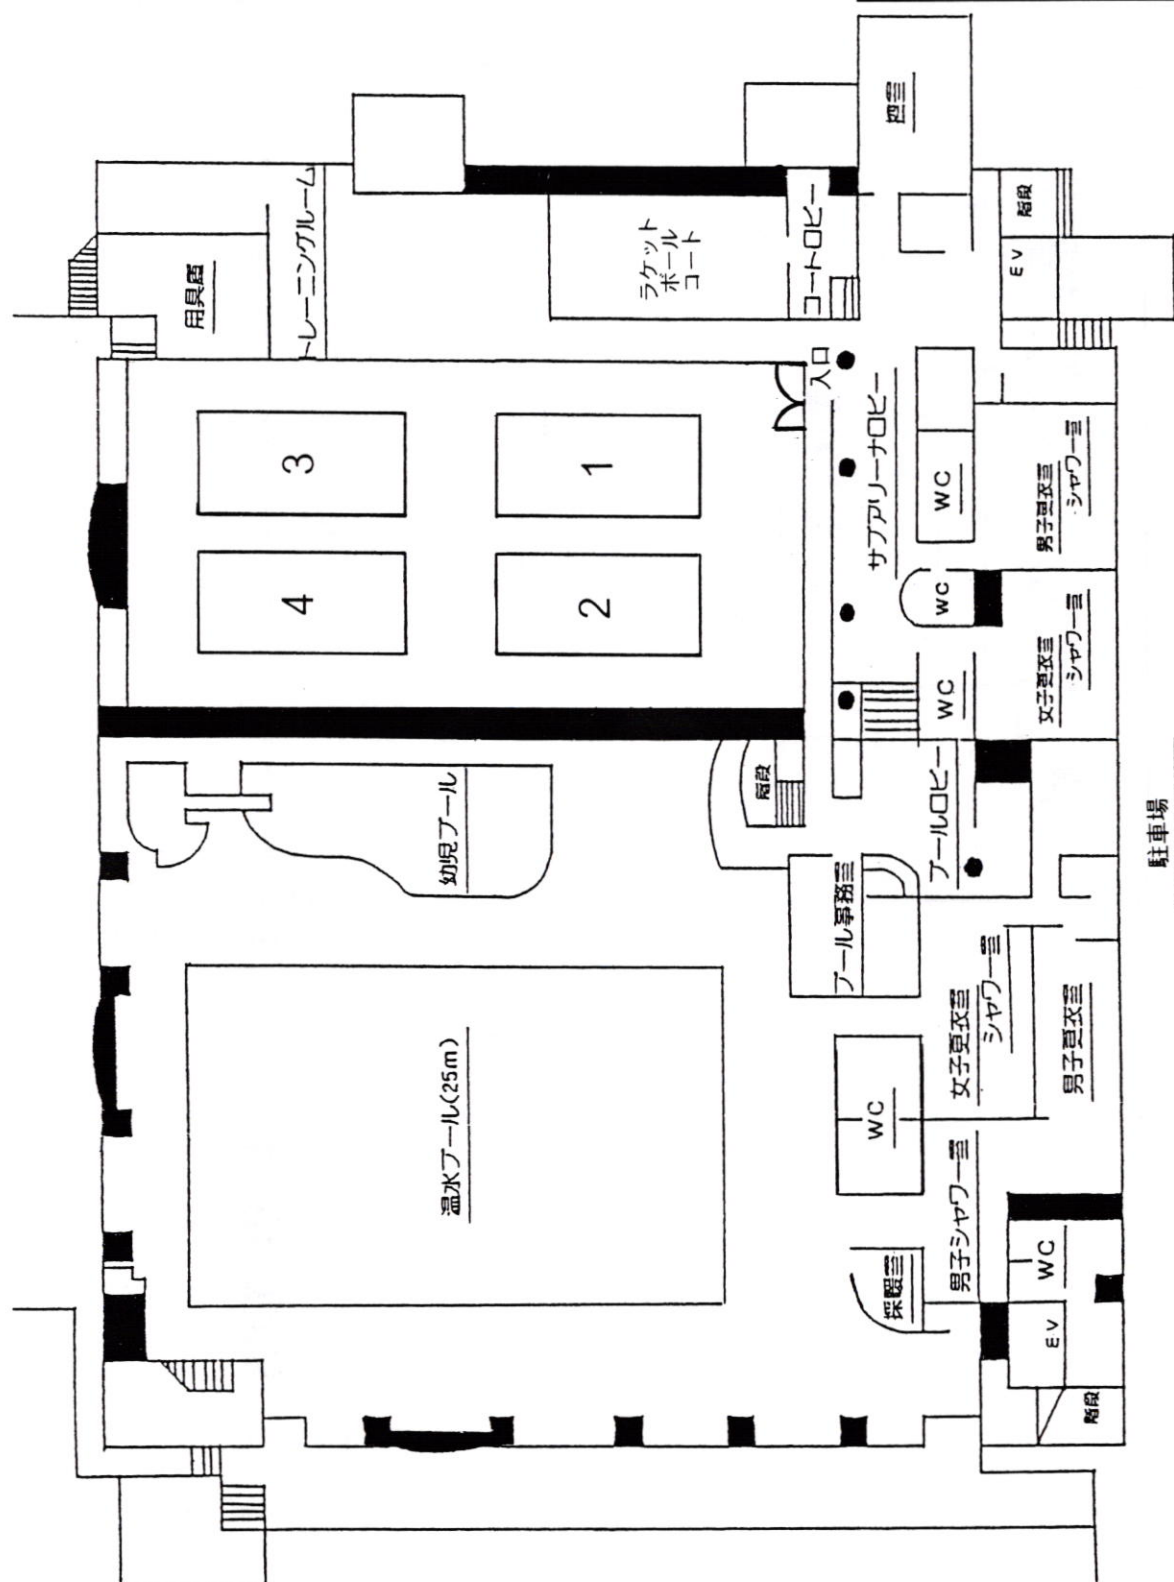 温水プール(25m)
幼児プール
採暖室
男子シャワー室
WC
EV
階段
WC
女子更衣室
シャワー室
男子更衣室
プール事務室
プールロビー
階段
4
3
2
1
用具庫
トレーニングルーム
ラケット
ボール
コート
コートロビー
入口
サブアリーナロビー
WC
WC
WC
女子更衣室
シャワー室
男子更衣室
・シャワー室
EV
階段
駐車場